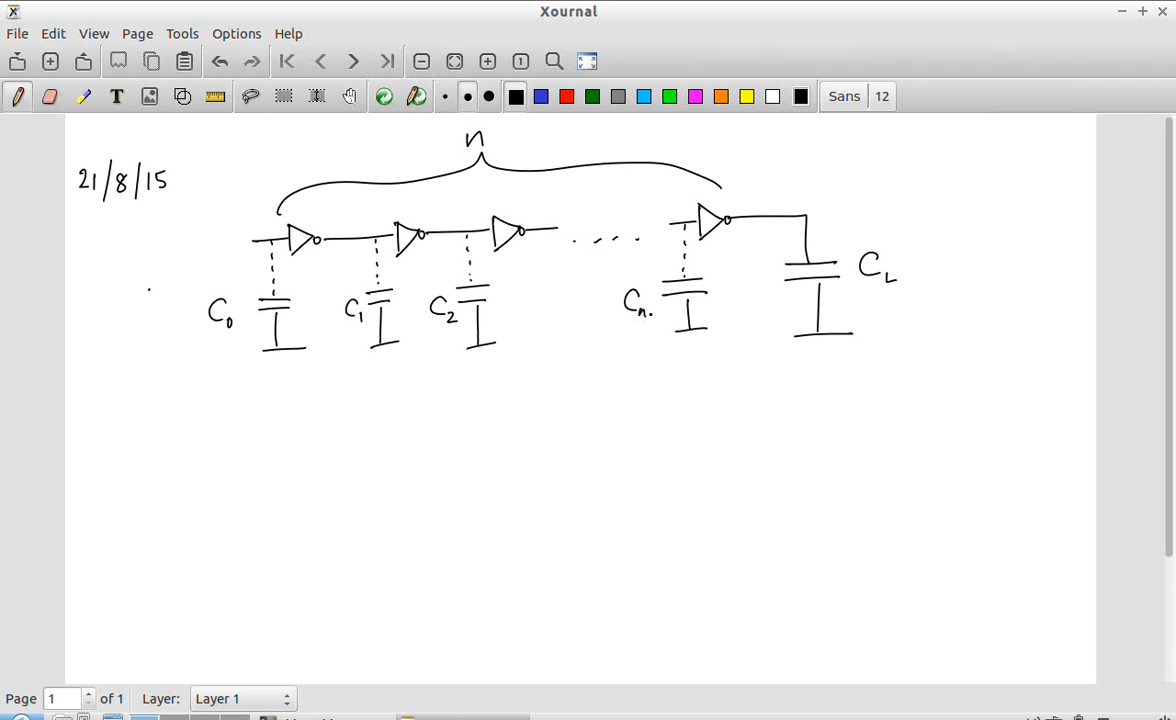 Xournal
File Edit View Page Tools Options Help
Sans 12
n
21/8/15
C0 C1 C2 Cn. CL
Page 1 of 1 Layer: Layer 1